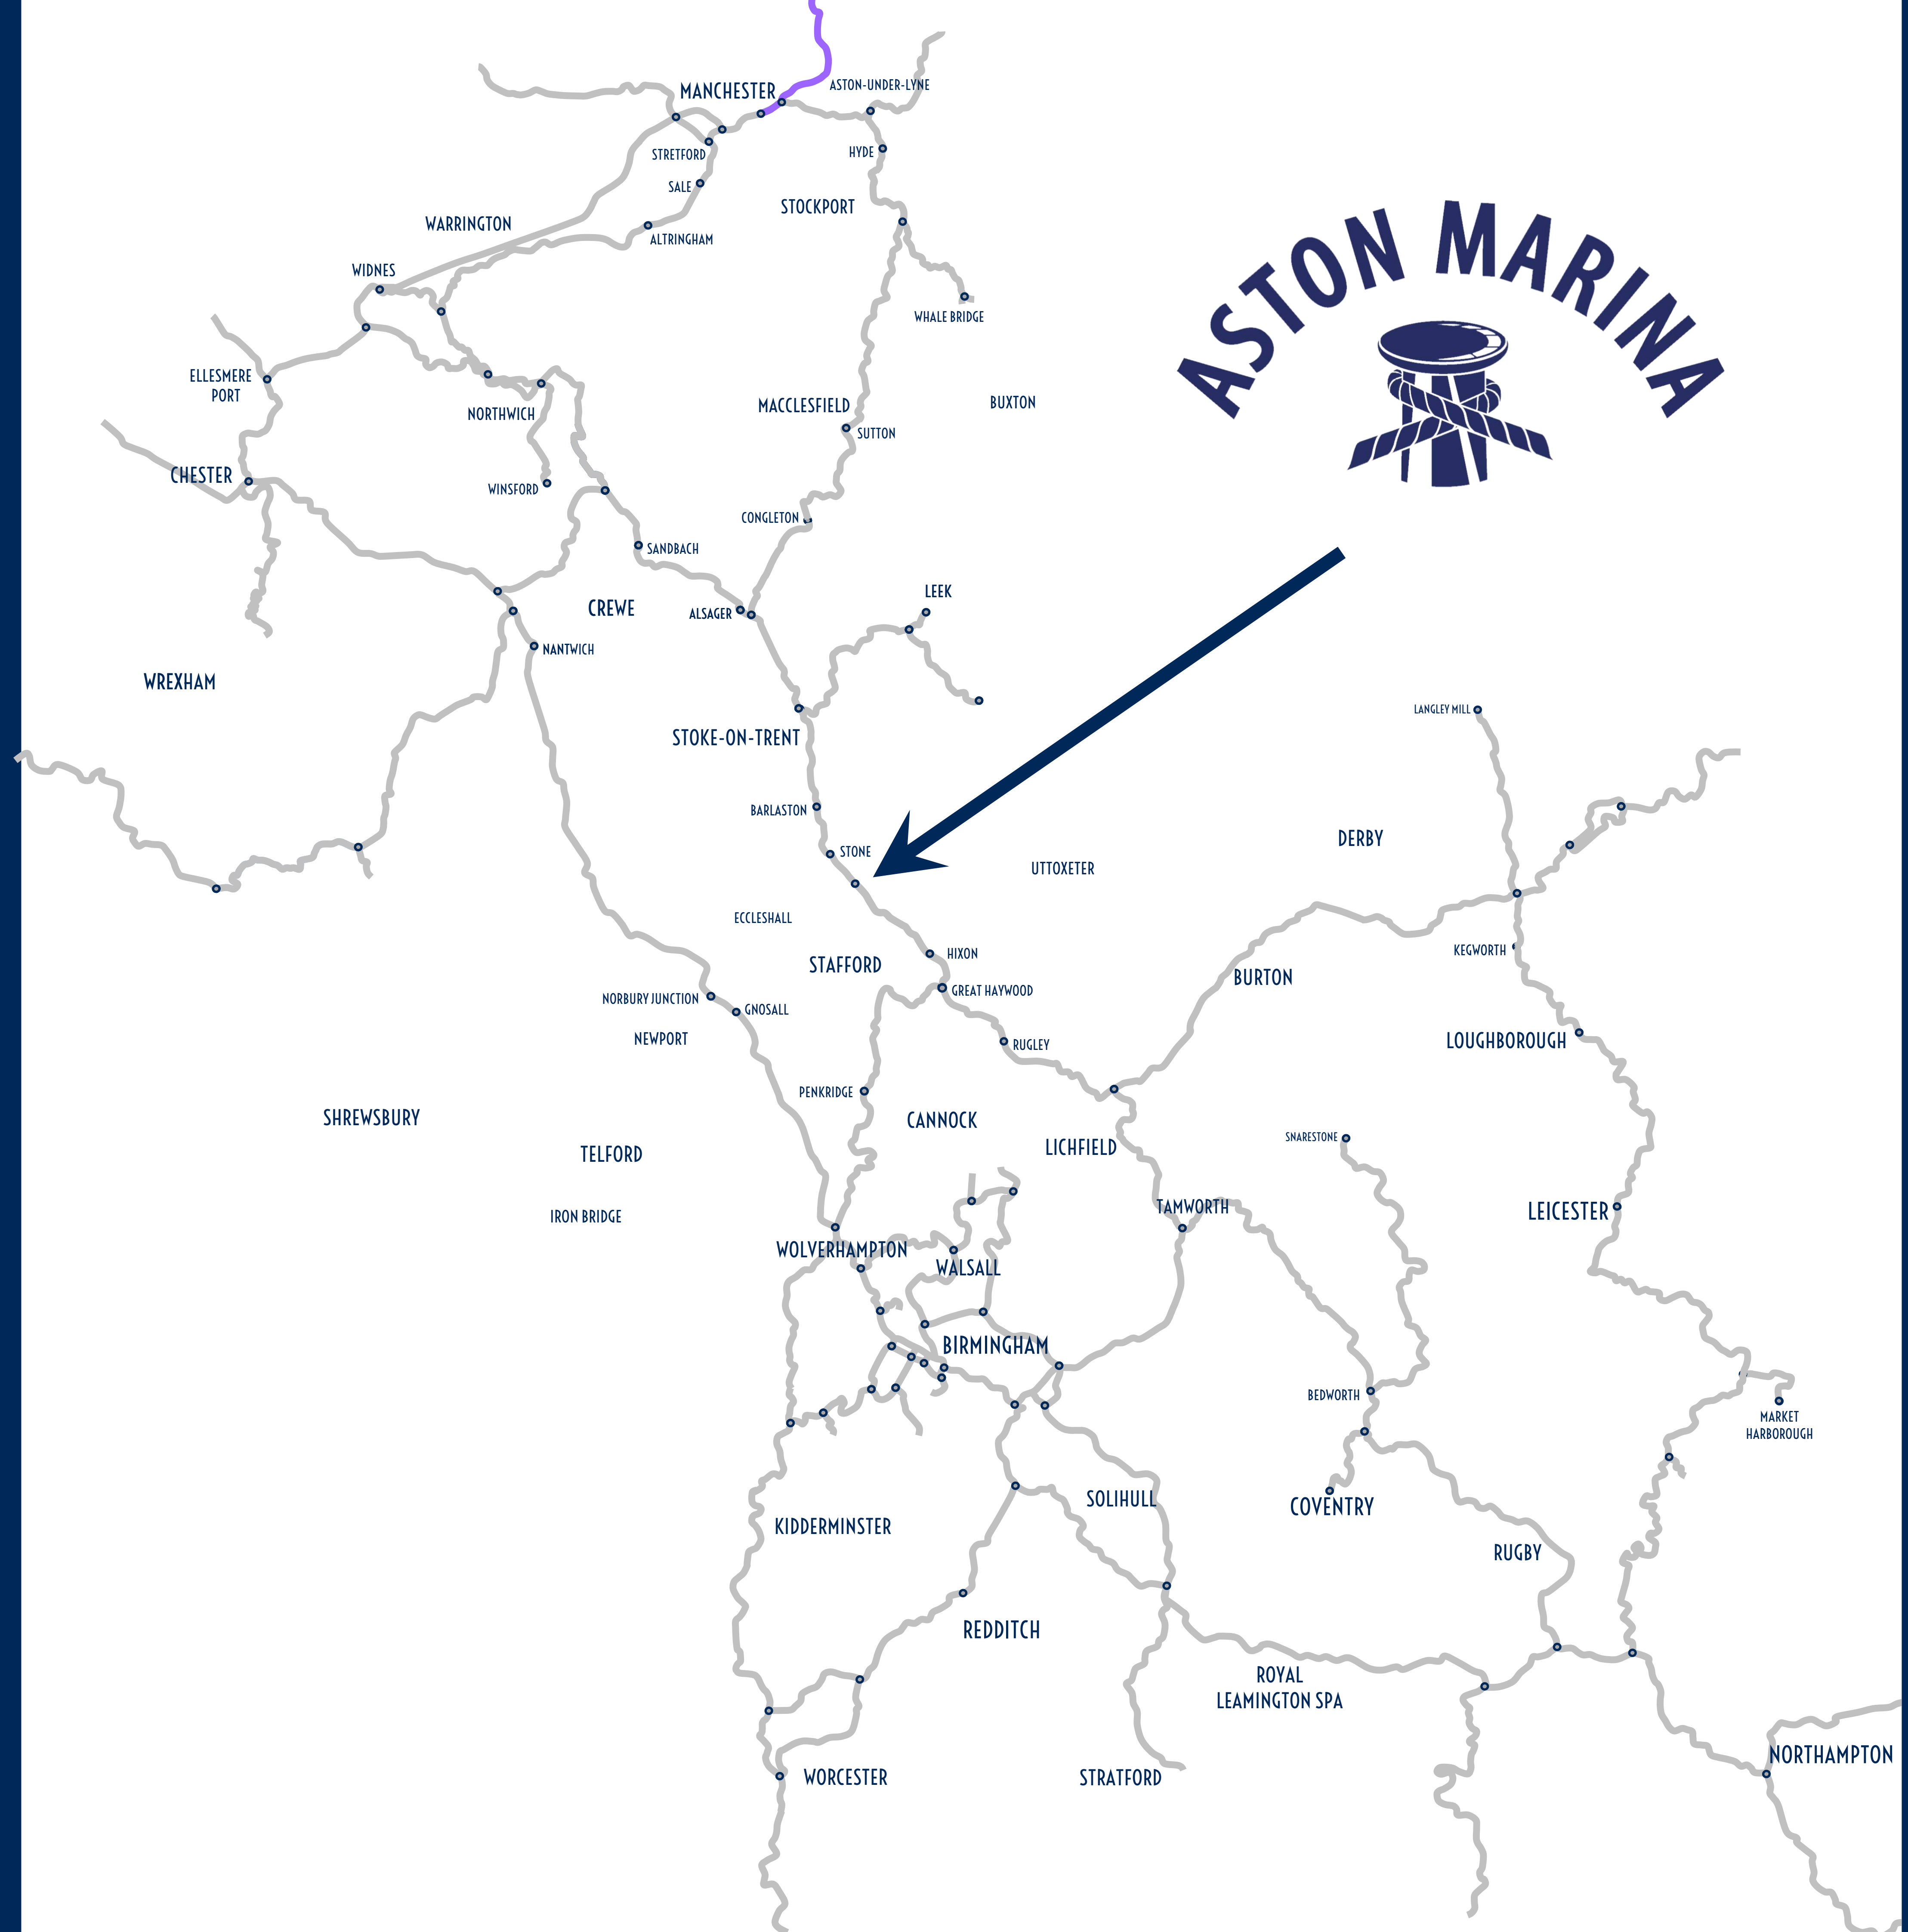 MANCHESTER
ASTON-UNDER-LYNE
STRETFORD
HYDE
SALE
STOCKPORT
WARRINGTON
ALTRINGHAM
WIDNES
WHALE BRIDGE
ASTON MARINA
ELLESMERE
PORT
NORTHWICH
MACCLESFIELD
BUXTON
SUTTON
CHESTER
WINSFORD
CONGLETON
SANDBACH
LEEK
CREWE
ALSAGER
NANTWICH
WREXHAM
LANGLEY MILL
STOKE-ON-TRENT
BARLASTON
DERBY
STONE
UTTOXETER
ECCLESHALL
HIXON
KEGWORTH
STAFFORD
BURTON
GREAT HAYWOOD
NORBURY JUNCTION
GNOSALL
NEWPORT
RUGLEY
LOUGHBOROUGH
PENKRIDGE
SHREWSBURY
CANNOCK
LICHFIELD
SNARESTONE
TELFORD
TAMWORTH
LEICESTER
IRON BRIDGE
WOLVERHAMPTON
WALSALL
BIRMINGHAM
BEDWORTH
MARKET
HARBOROUGH
SOLIHULL
COVENTRY
KIDDERMINSTER
RUGBY
REDDITCH
ROYAL
LEAMINGTON SPA
NORTHAMPTON
WORCESTER
STRATFORD